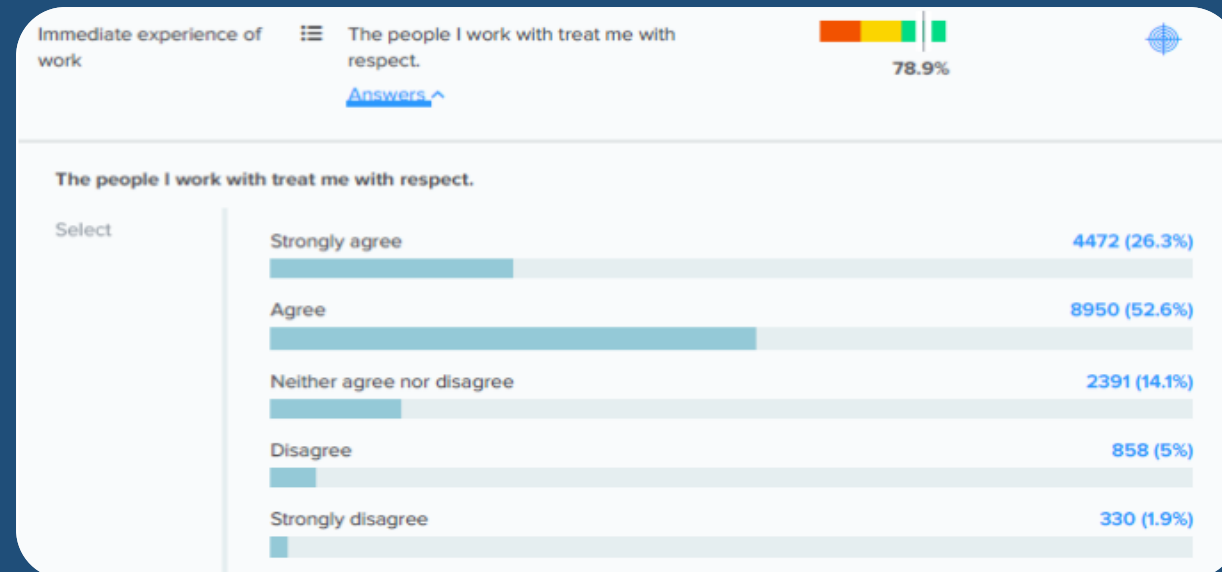 Immediate experience of
work
The people I work with treat me with
respect.
Answers
78.9%
The people I work with treat me with respect.
Select
Strongly agree
4472 (26.3%)
Agree
8950 (52.6%)
Neither agree nor disagree
2391 (14.1%)
Disagree
858 (5%)
Strongly disagree
330 (1.9%)